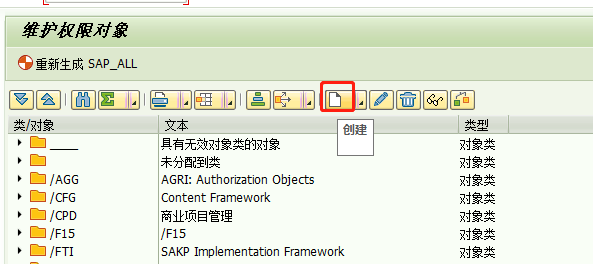 维护权限对象
重新生成 SAP_ALL
创建
类/对象 文本 类型
____ 具有无效对象类的对象 对象类
未分配到类 对象类
/AGG AGRI: Authorization Objects 对象类
/CFG Content Framework 对象类
/CPD 商业项目管理 对象类
/F15 /F15 对象类
/FTI SAKP Implementation Framework 对象类